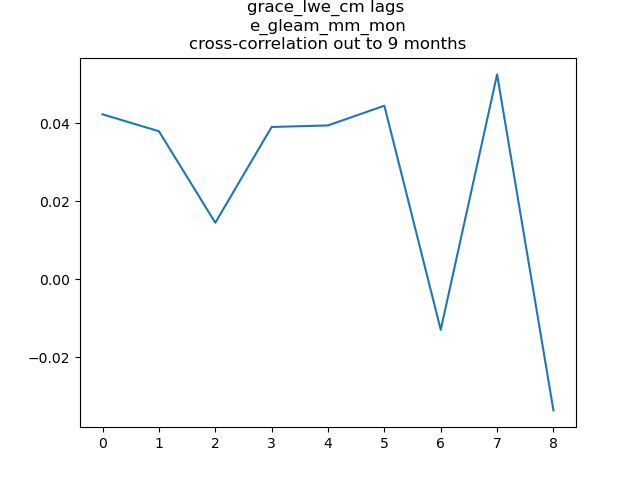 grace_lwe_cm lags
e_gleam_mm_mon
cross-correlation out to 9 months
0.04
0.02
0.00
−0.02
0 1 2 3 4 5 6 7 8